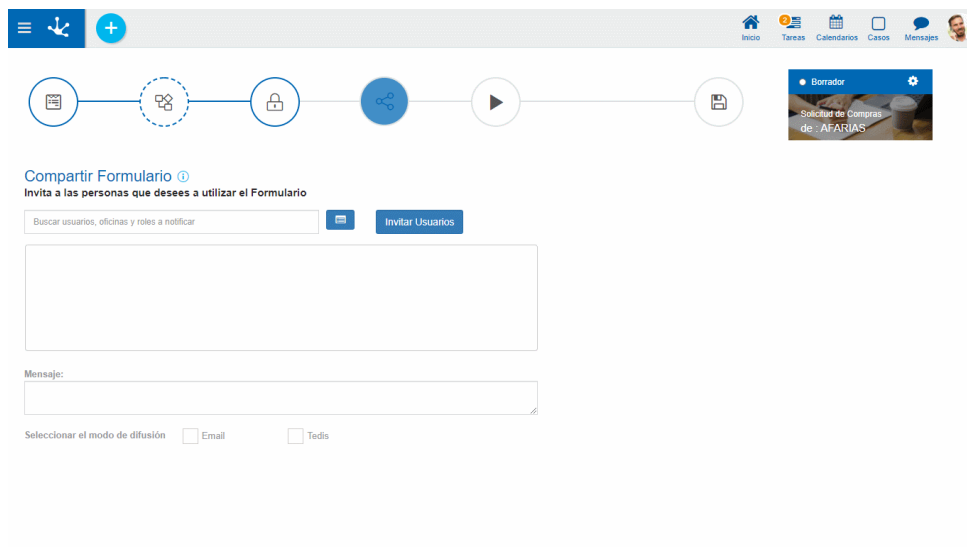 2
Inicio
Tareas
Calendarios
Casos
Mensajes
Borrador
Solicitud de Compras
de : AFARIAS
Compartir Formulario
Invita a las personas que desees a utilizar el Formulario
Buscar usuarios, oficinas y roles a notificar
Invitar Usuarios
Mensaje:
Seleccionar el modo de difusión Email Tedis